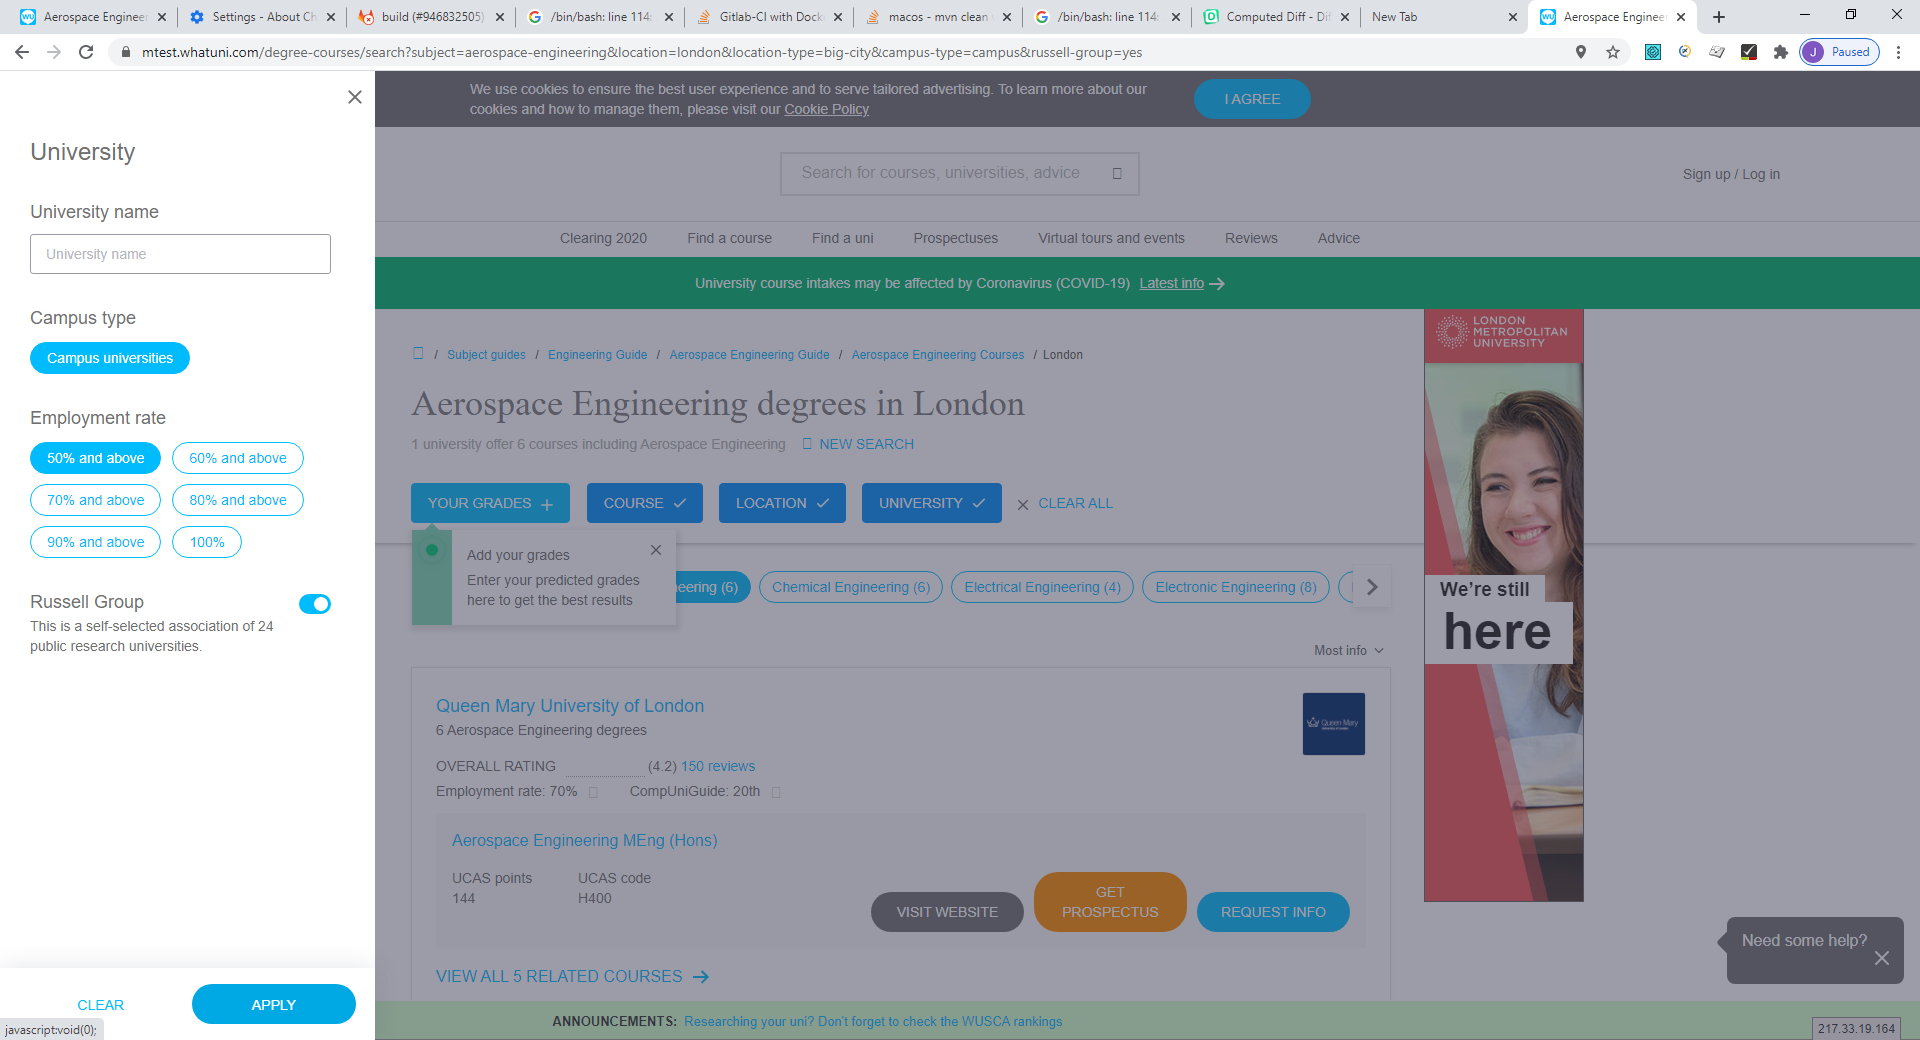 Aerospace Engineer
Settings - About Ch
build (#946832505)
/bin/bash: line 114:
Gitlab-CI with Dock
macos - mvn clean
/bin/bash: line 114:
Computed Diff - Dif
New Tab
Aerospace Enginee
mtest.whatuni.com/degree-courses/search?subject=aerospace-engineering&location=london&location-type=big-city&campus-type=campus&russell-group=yes
J Paused
We use cookies to ensure the best user experience and to serve tailored advertising. To learn more about our
cookies and how to manage them, please visit our Cookie Policy
I AGREE
University
University name
University name
Campus type
Campus universities
Employment rate
50% and above
60% and above
70% and above
80% and above
90% and above
100%
Russell Group
This is a self-selected association of 24
public research universities.
CLEAR
APPLY
javascript:void(0);
Search for courses, universities, advice
Sign up / Log in
Clearing 2020
Find a course
Find a uni
Prospectuses
Virtual tours and events
Reviews
Advice
University course intakes may be affected by Coronavirus (COVID-19) Latest info
/ Subject guides / Engineering Guide / Aerospace Engineering Guide / Aerospace Engineering Courses / London
Aerospace Engineering degrees in London
1 university offer 6 courses including Aerospace Engineering
NEW SEARCH
YOUR GRADES
COURSE
LOCATION
UNIVERSITY
CLEAR ALL
Add your grades
Enter your predicted grades
here to get the best results
eering (6)
Chemical Engineering (6)
Electrical Engineering (4)
Electronic Engineering (8)
Most info
Queen Mary University of London
6 Aerospace Engineering degrees
OVERALL RATING (4.2) 150 reviews
Employment rate: 70%
CompUniGuide: 20th
Queen Mary
Aerospace Engineering MEng (Hons)
UCAS points
144
UCAS code
H400
VISIT WEBSITE
GET
PROSPECTUS
REQUEST INFO
VIEW ALL 5 RELATED COURSES
LONDON
METROPOLITAN
UNIVERSITY
We're still
here
Need some help?
ANNOUNCEMENTS: Researching your uni? Don't forget to check the WUSCA rankings
217.33.19.164